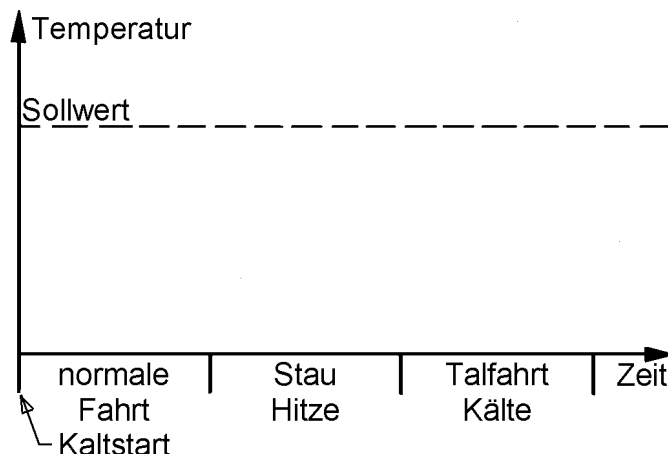 Temperatur
Sollwert
normale Fahrt
Stau Hitze
Talfahrt Kälte
Zeit
Kaltstart